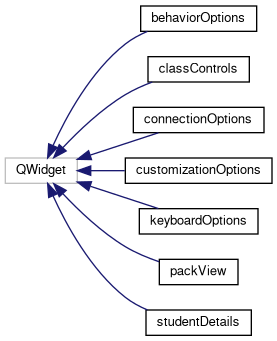 behaviorOptions
classControls
connectionOptions
QWidget
customizationOptions
keyboardOptions
packView
studentDetails